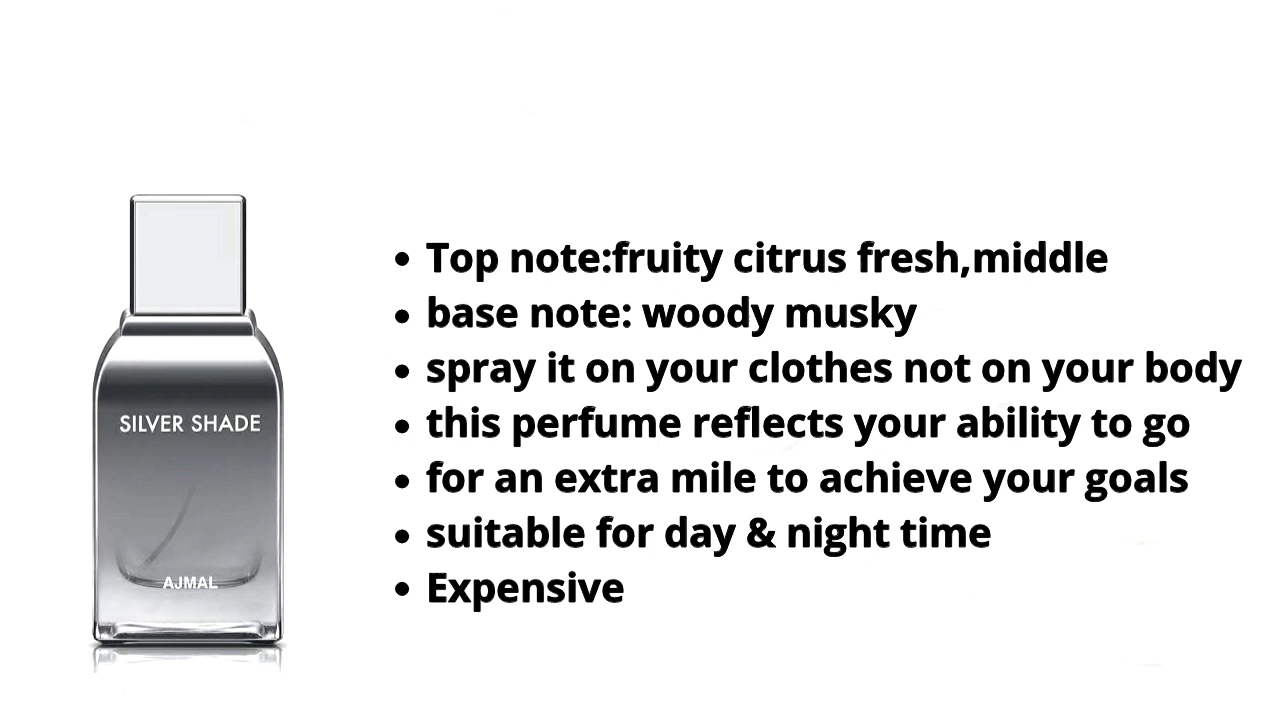 SILVER SHADE
AJMAL
Top note:fruity citrus fresh,middle
base note: woody musky
spray it on your clothes not on your body
this perfume reflects your ability to go
for an extra mile to achieve your goals
suitable for day & night time
Expensive